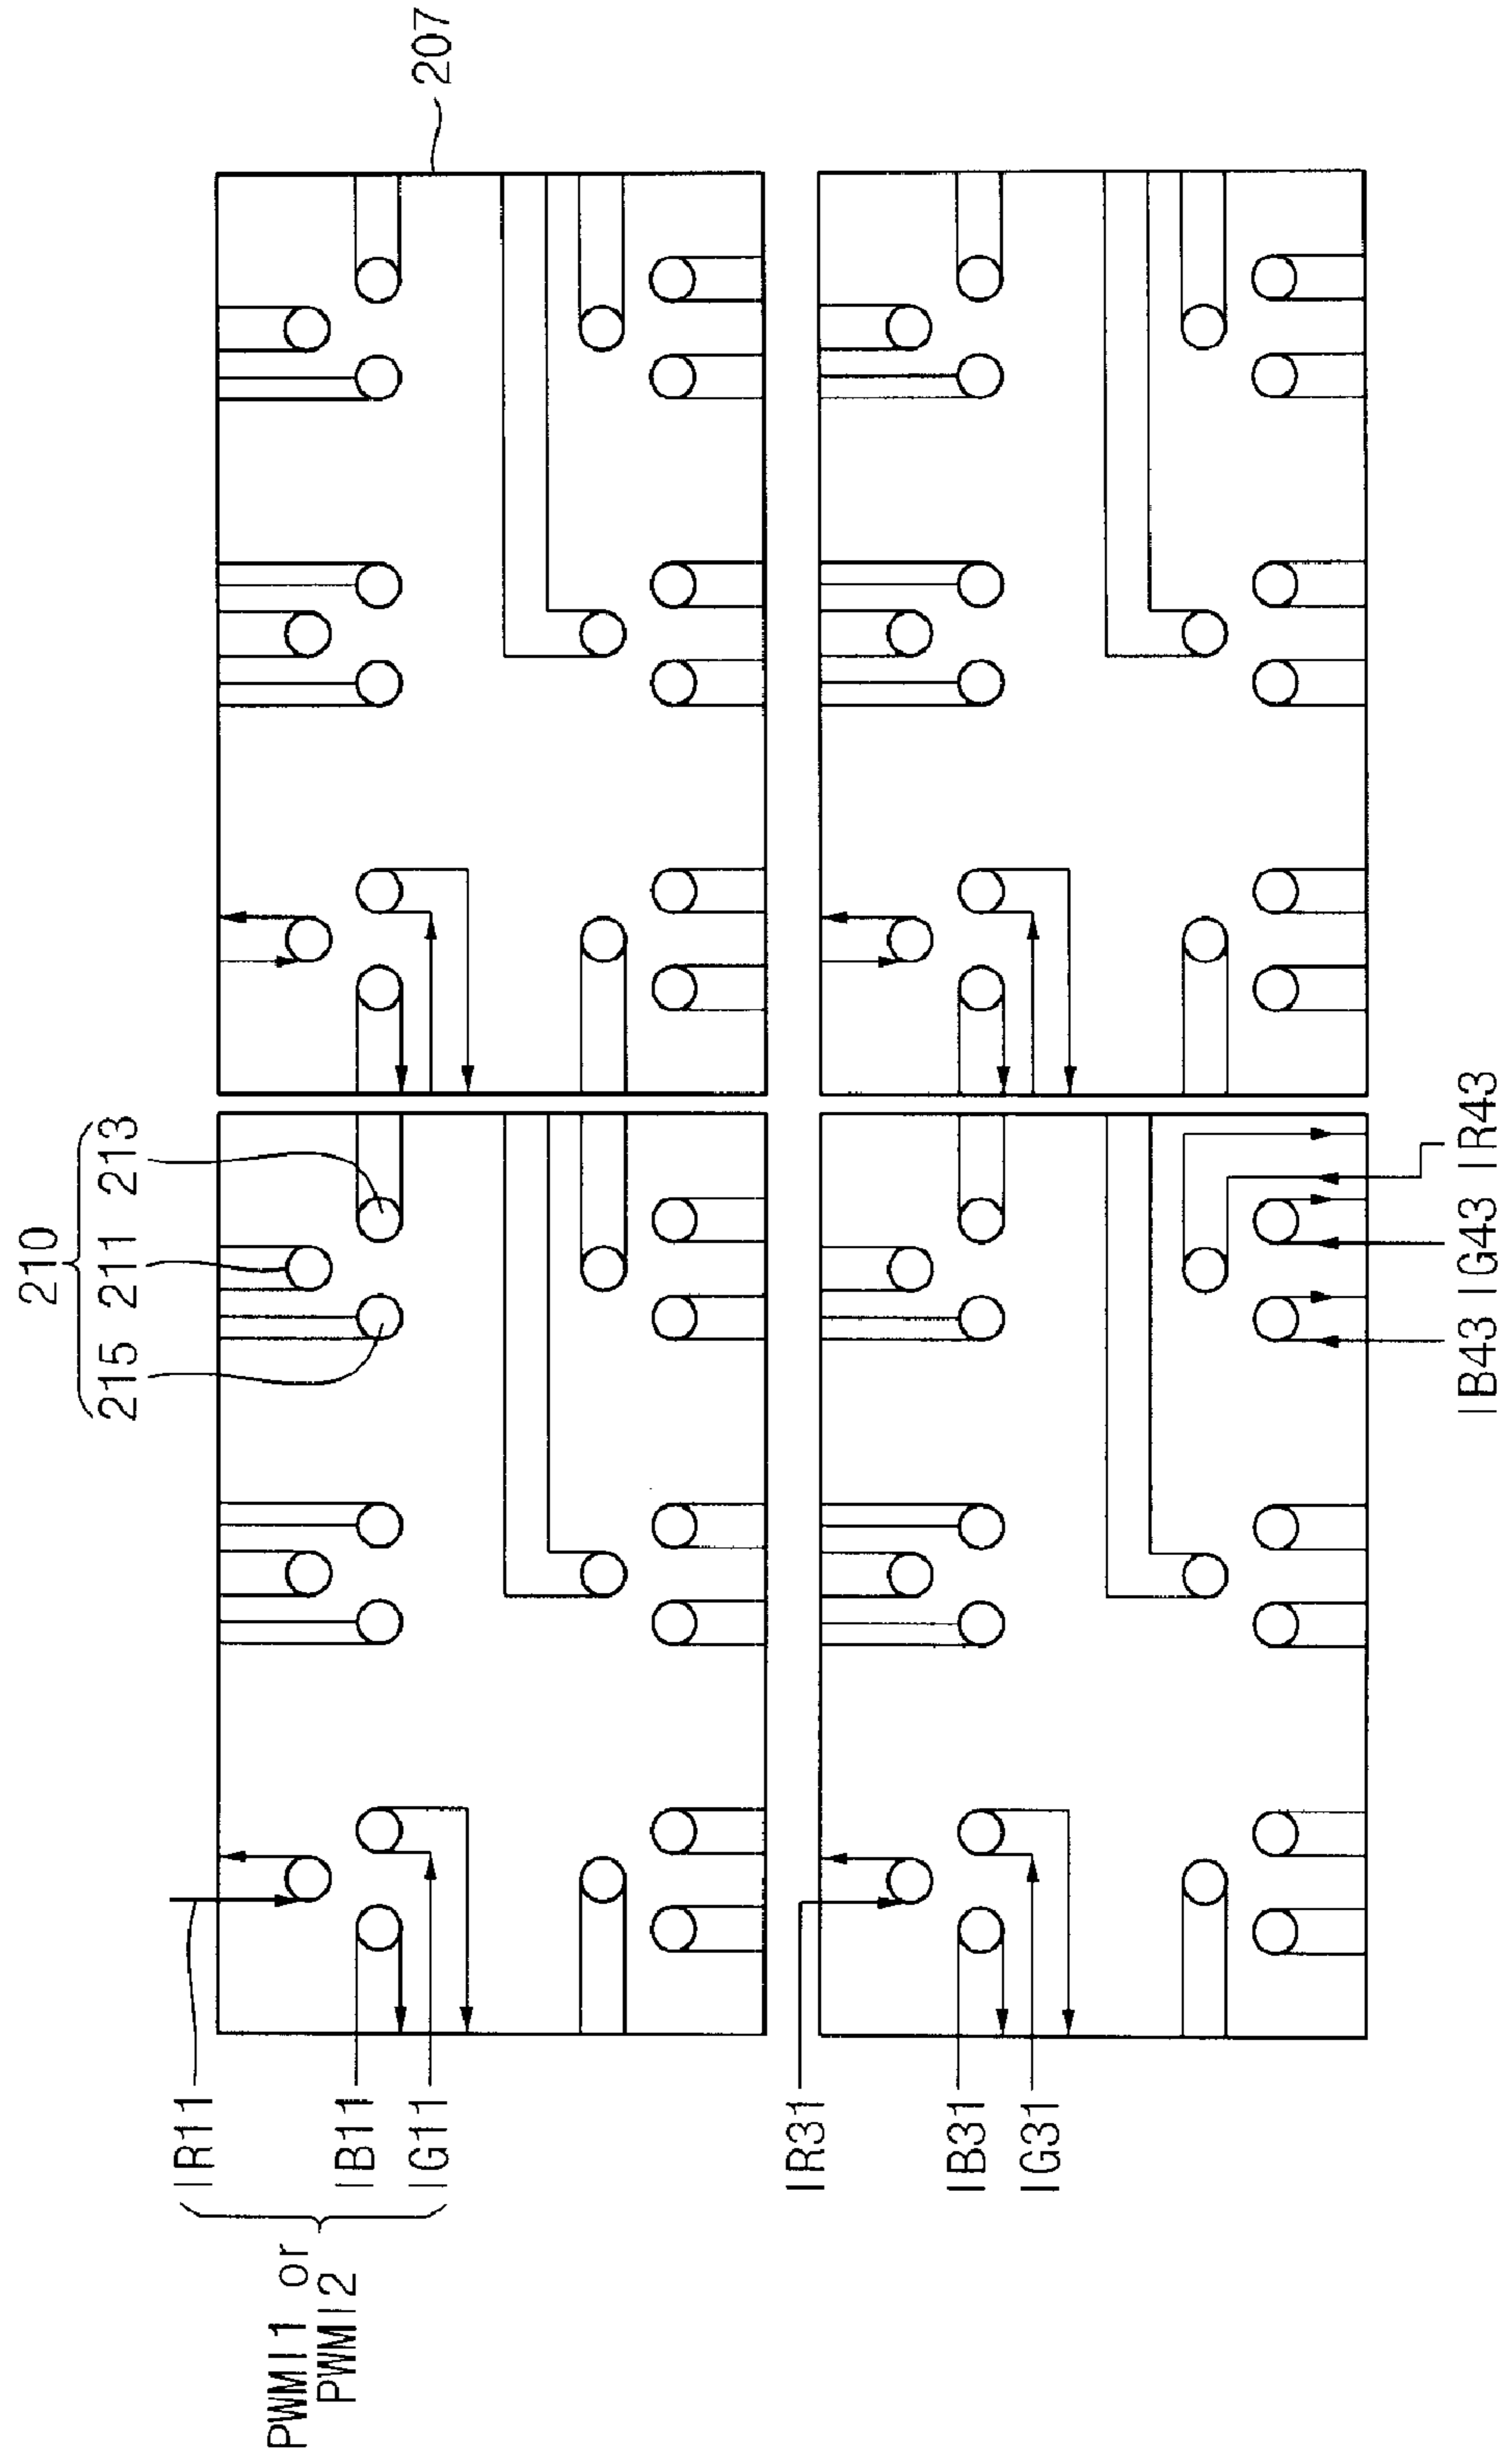 210
215 211 213
207
IR11
IB11
IG11
PWMI1 or
PWMI2
IR31
IB31
IG31
IB43 IG43 IR43